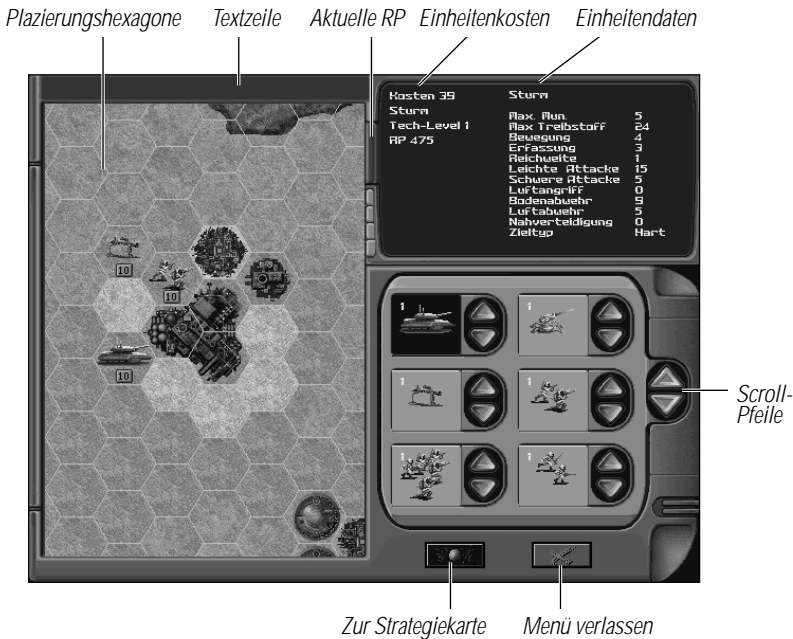 Plazierungshexagone Textzeile Aktuelle RP Einheitenkosten Einheitendaten
Kosten 39
Sturm
Tech-Level 1
RP 475
Sturm
Max. Mun. 5
Max Treibstoff 24
Bewegung 4
Erfassung 3
Reichweite 1
Leichte Attacke 15
Schwere Attacke 5
Luftangriff 0
Bodenabwehr 9
Luftabwehr 5
Nahverteidigung 0
Zieltyp Hart
10
10
10
1 1
1 1
1 1
Scroll-
Pfeile
Zur Strategiekarte Menü verlassen